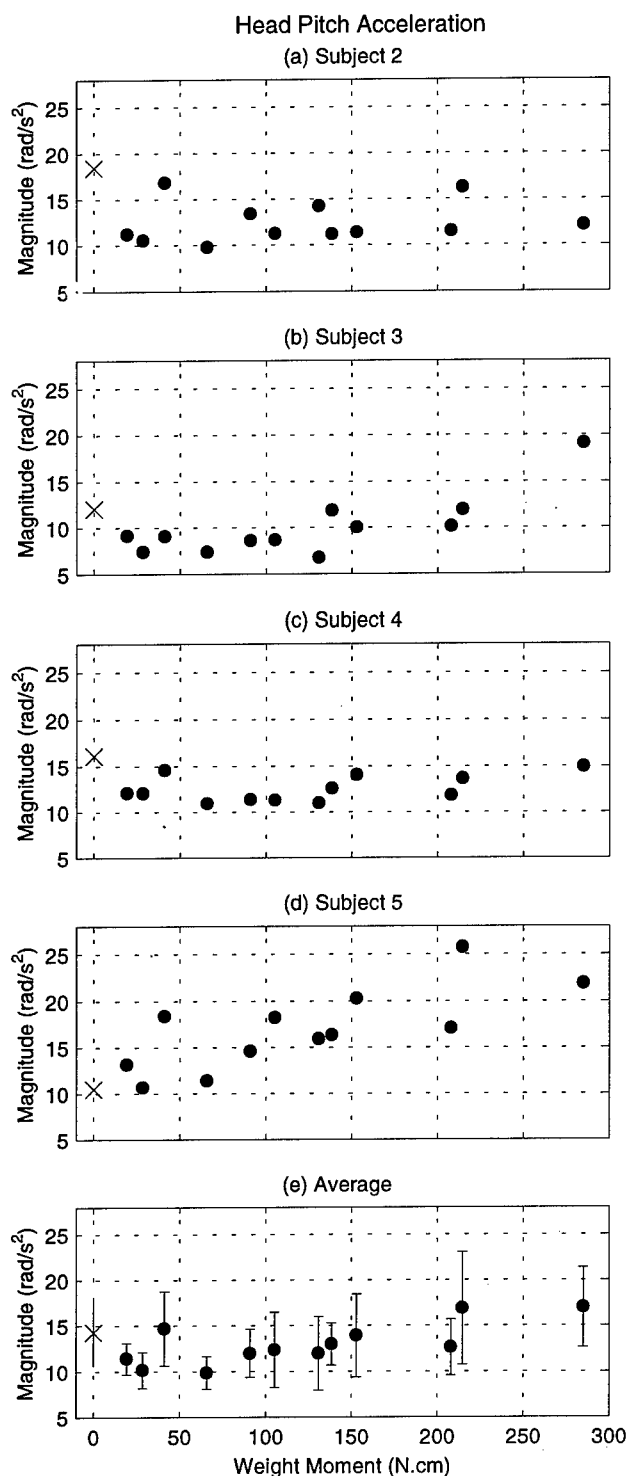 Head Pitch Acceleration
(a) Subject 2
Magnitude (rad/s²)
25
20
15
10
5
(b) Subject 3
Magnitude (rad/s²)
25
20
15
10
5
(c) Subject 4
Magnitude (rad/s²)
25
20
15
10
5
(d) Subject 5
Magnitude (rad/s²)
25
20
15
10
5
(e) Average
Magnitude (rad/s²)
25
20
15
10
5
0 50 100 150 200 250 300
Weight Moment (N.cm)